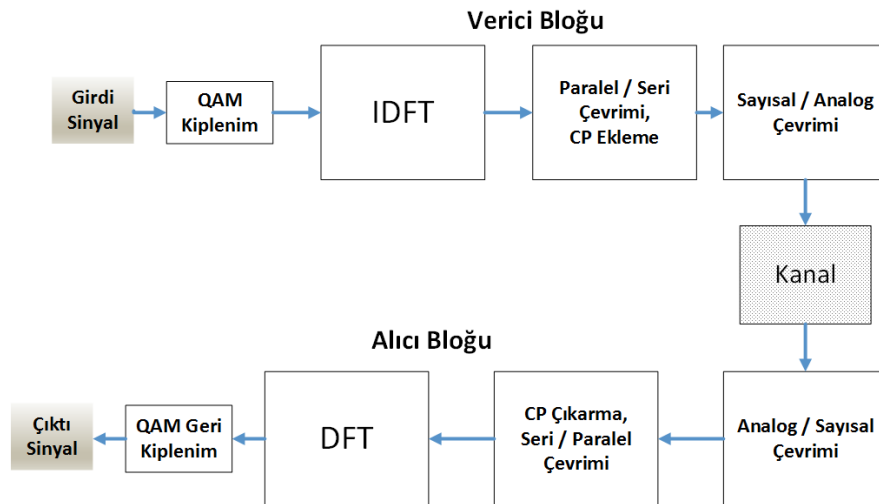 Verici Bloğu
Girdi
Sinyal
QAM
Kiplenim
IDFT
Paralel / Seri
Çevrimi,
CP Ekleme
Sayısal / Analog
Çevrimi
Kanal
Alıcı Bloğu
Çıktı
Sinyal
QAM Geri
Kiplenim
DFT
CP Çıkarma,
Seri / Paralel
Çevrimi
Analog / Sayısal
Çevrimi